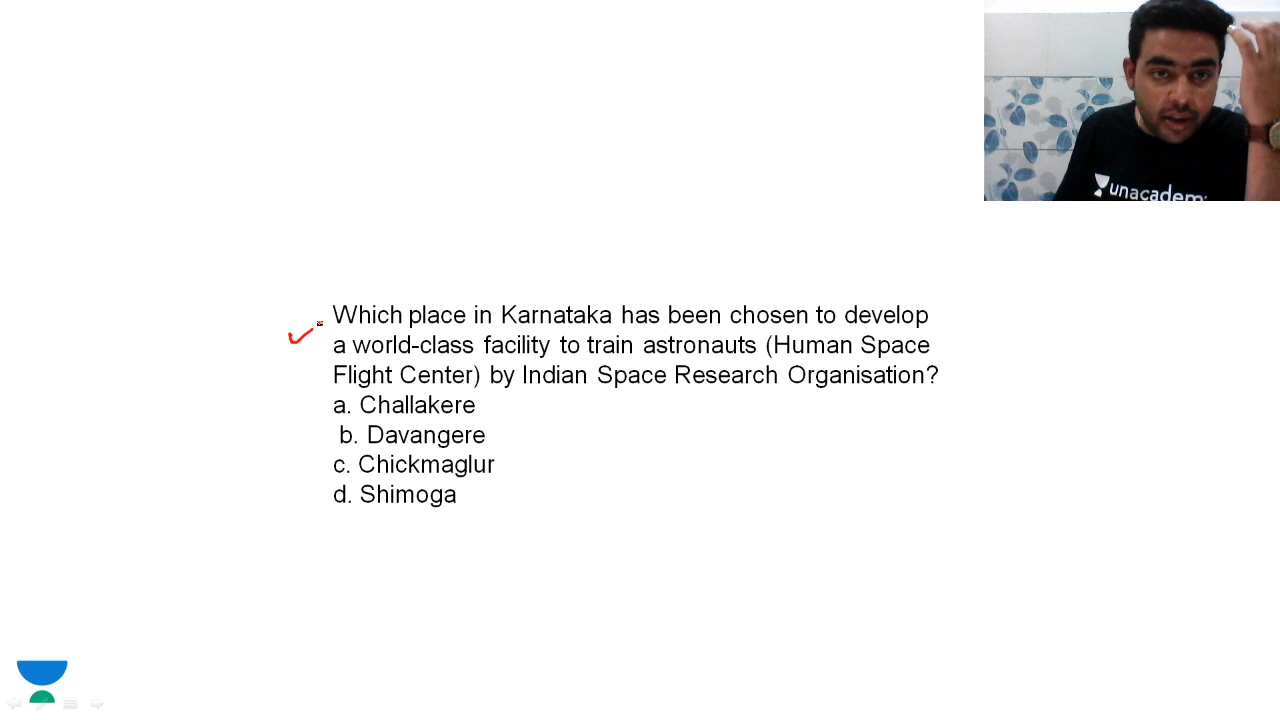 unacadem
Which place in Karnataka has been chosen to develop
a world-class facility to train astronauts (Human Space
Flight Center) by Indian Space Research Organisation?
a. Challakere
b. Davangere
c. Chickmaglur
d. Shimoga